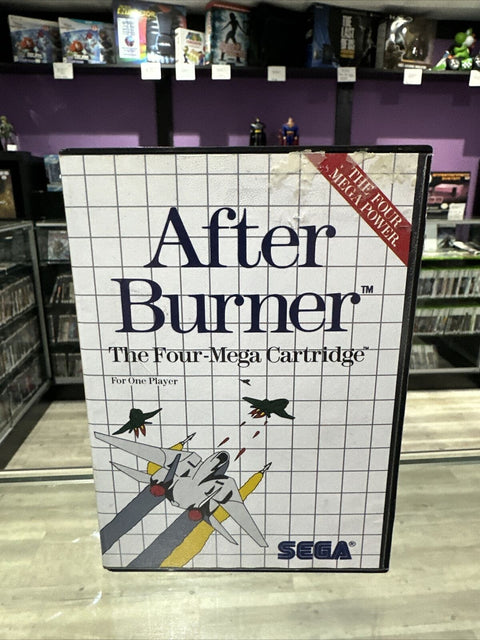 THE FOUR
MEGA POWER
After
Burner™
The Four-Mega Cartridge™
For One Player
SEGA®